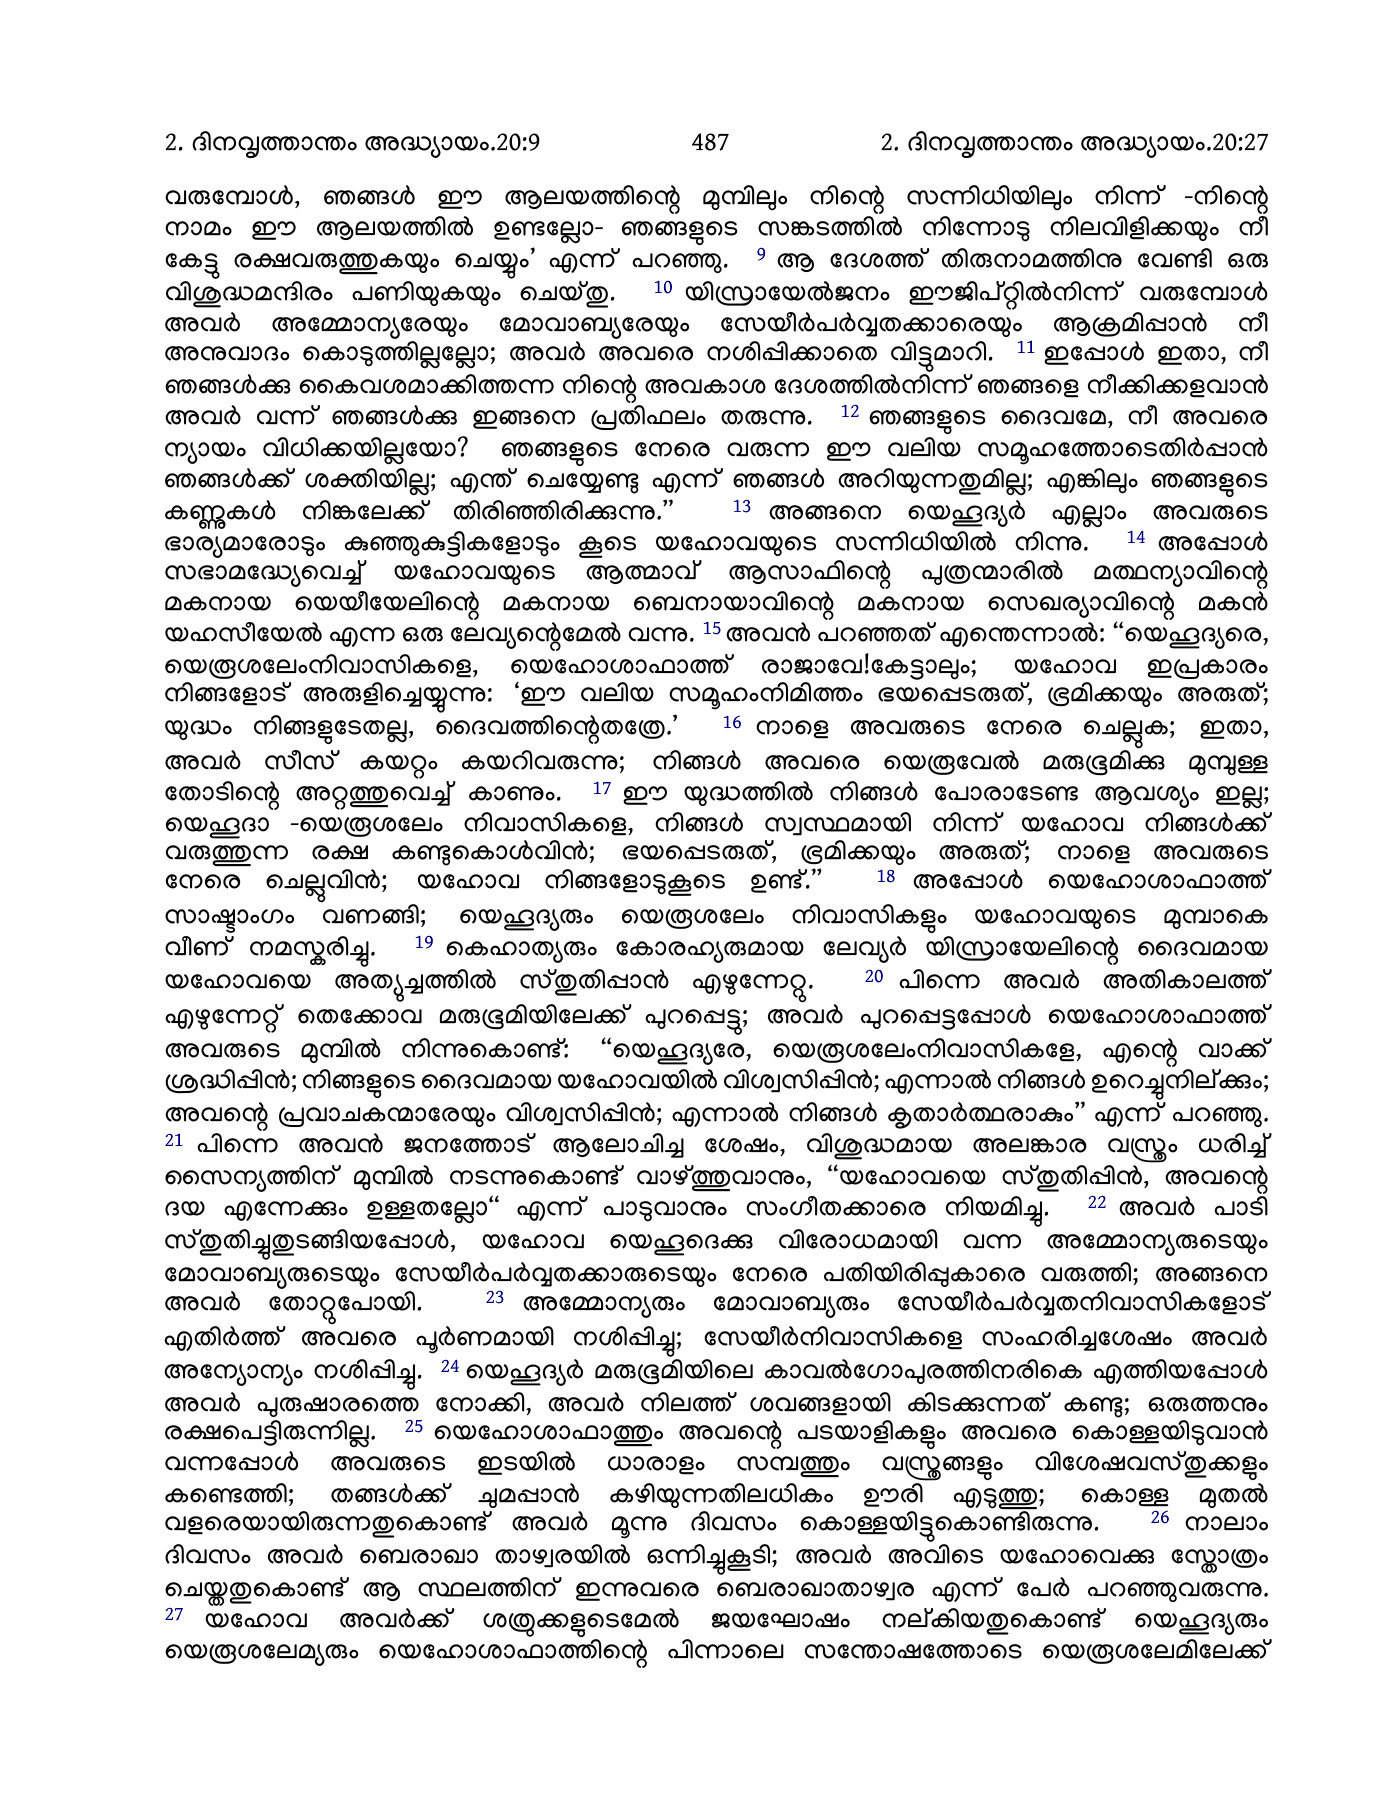 2. ദിനവൃത്താന്തം അദ്ധ്യായം.20:9 487 2. ദിനവൃത്താന്തം അദ്ധ്യായം.20:27
വരുമ്പോൾ, ഞങ്ങൾ ഈ ആലയത്തിന്റെ മുമ്പിലും നിന്റെ സന്നിധിയിലും നിന്ന് -നിന്റെ
നാമം ഈ ആലയത്തിൽ ഉണ്ടല്ലോ- ഞങ്ങളുടെ സങ്കടത്തിൽ നിന്നോടു നിലവിളിക്കയും നീ
കേട്ടു രക്ഷവരുത്തുകയും ചെയ്യും’ എന്ന് പറഞ്ഞു. 9 ആ ദേശത്ത് തിരുനാമത്തിനു വേണ്ടി ഒരു
വിശുദ്ധമന്ദിരം പണിയുകയും ചെയ്തു. 10 യിസ്രായേൽജനം ഈജിപ്റ്റിൽനിന്ന് വരുമ്പോൾ
അവർ അമ്മോന്യരേയും മോവാബ്യരേയും സേയീർപർവ്വതക്കാരെയും ആക്രമിപ്പാൻ നീ
അനുവാദം കൊടുത്തില്ലല്ലോ; അവർ അവരെ നശിപ്പിക്കാതെ വിട്ടുമാറി. 11 ഇപ്പോൾ ഇതാ, നീ
ഞങ്ങൾക്കു കൈവശമാക്കിത്തന്ന നിന്റെ അവകാശ ദേശത്തിൽനിന്ന് ഞങ്ങളെ നീക്കിക്കളവാൻ
അവർ വന്ന് ഞങ്ങൾക്കു ഇങ്ങനെ പ്രതിഫലം തരുന്നു. 12 ഞങ്ങളുടെ ദൈവമേ, നീ അവരെ
ന്യായം വിധിക്കയില്ലയോ? ഞങ്ങളുടെ നേരെ വരുന്ന ഈ വലിയ സമൂഹത്തോടെതിർപ്പാൻ
ഞങ്ങൾക്ക് ശക്തിയില്ല; എന്ത് ചെയ്യേണ്ടു എന്ന് ഞങ്ങൾ അറിയുന്നതുമില്ല; എങ്കിലും ഞങ്ങളുടെ
കണ്ണുകൾ നിങ്കലേക്ക് തിരിഞ്ഞിരിക്കുന്നു.” 13 അങ്ങനെ യെഹൂദ്യർ എല്ലാം അവരുടെ
ഭാര്യമാരോടും കുഞ്ഞുകുട്ടികളോടും കൂടെ യഹോവയുടെ സന്നിധിയിൽ നിന്നു. 14 അപ്പോൾ
സഭാമദ്ധ്യേവെച്ച് യഹോവയുടെ ആത്മാവ് ആസാഫിന്റെ പുത്രന്മാരിൽ മത്ഥന്യാവിന്റെ
മകനായ യെയീയേലിന്റെ മകനായ ബെനായാവിന്റെ മകനായ സെഖര്യാവിന്റെ മകൻ
യഹസീയേൽ എന്ന ഒരു ലേവ്യന്റെമേൽ വന്നു. 15 അവൻ പറഞ്ഞത് എന്തെന്നാൽ: “യെഹൂദ്യരെ,
യെരൂശലേംനിവാസികളെ, യെഹോശാഫാത്ത് രാജാവേ!കേട്ടാലും; യഹോവ ഇപ്രകാരം
നിങ്ങളോട് അരുളിച്ചെയ്യുന്നു: ‘ഈ വലിയ സമൂഹംനിമിത്തം ഭയപ്പെടരുത്, ഭ്രമിക്കയും അരുത്;
യുദ്ധം നിങ്ങളുടേതല്ല, ദൈവത്തിന്റെതത്രേ.’ 16 നാളെ അവരുടെ നേരെ ചെല്ലുക; ഇതാ,
അവർ സീസ് കയറ്റം കയറിവരുന്നു; നിങ്ങൾ അവരെ യെരൂവേൽ മരുഭൂമിക്കു മുമ്പുള്ള
തോടിന്റെ അറ്റത്തുവെച്ച് കാണും. 17 ഈ യുദ്ധത്തിൽ നിങ്ങൾ പോരാടേണ്ട ആവശ്യം ഇല്ല;
യെഹൂദാ -യെരൂശലേം നിവാസികളെ, നിങ്ങൾ സ്വസ്ഥമായി നിന്ന് യഹോവ നിങ്ങൾക്ക്
വരുത്തുന്ന രക്ഷ കണ്ടുകൊൾവിൻ; ഭയപ്പെടരുത്, ഭ്രമിക്കയും അരുത്; നാളെ അവരുടെ
നേരെ ചെല്ലുവിൻ; യഹോവ നിങ്ങളോടുകൂടെ ഉണ്ട്.” 18 അപ്പോൾ യെഹോശാഫാത്ത്
സാഷ്ടാംഗം വണങ്ങി; യെഹൂദ്യരും യെരൂശലേം നിവാസികളും യഹോവയുടെ മുമ്പാകെ
വീണ് നമസ്കരിച്ചു. 19 കെഹാത്യരും കോരഹ്യരുമായ ലേവ്യർ യിസ്രായേലിന്റെ ദൈവമായ
യഹോവയെ അത്യുച്ചത്തിൽ സ്തുതിപ്പാൻ എഴുന്നേറ്റു. 20 പിന്നെ അവർ അതികാലത്ത്
എഴുന്നേറ്റ് തെക്കോവ മരുഭൂമിയിലേക്ക് പുറപ്പെട്ടു; അവർ പുറപ്പെട്ടപ്പോൾ യെഹോശാഫാത്ത്
അവരുടെ മുമ്പിൽ നിന്നുകൊണ്ട്: “യെഹൂദ്യരേ, യെരൂശലേംനിവാസികളേ, എന്റെ വാക്ക്
ശ്രദ്ധിപ്പിൻ; നിങ്ങളുടെ ദൈവമായ യഹോവയിൽ വിശ്വസിപ്പിൻ; എന്നാൽ നിങ്ങൾ ഉറെച്ചുനില്ക്കും;
അവന്റെ പ്രവാചകന്മാരേയും വിശ്വസിപ്പിൻ; എന്നാൽ നിങ്ങൾ കൃതാർത്ഥരാകും” എന്ന് പറഞ്ഞു.
21 പിന്നെ അവൻ ജനത്തോട് ആലോചിച്ച ശേഷം, വിശുദ്ധമായ അലങ്കാര വസ്ത്രം ധരിച്ച്
സൈന്യത്തിന് മുമ്പിൽ നടന്നുകൊണ്ട് വാഴ്ത്തുവാനും, “യഹോവയെ സ്തുതിപ്പിൻ, അവന്റെ
ദയ എന്നേക്കും ഉള്ളതല്ലോ“ എന്ന് പാടുവാനും സംഗീതക്കാരെ നിയമിച്ചു. 22 അവർ പാടി
സ്തുതിച്ചുതുടങ്ങിയപ്പോൾ, യഹോവ യെഹൂദെക്കു വിരോധമായി വന്ന അമ്മോന്യരുടെയും
മോവാബ്യരുടെയും സേയീർപർവ്വതക്കാരുടെയും നേരെ പതിയിരിപ്പുകാരെ വരുത്തി; അങ്ങനെ
അവർ തോറ്റുപോയി. 23 അമ്മോന്യരും മോവാബ്യരും സേയീർപർവ്വതനിവാസികളോട്
എതിർത്ത് അവരെ പൂർണമായി നശിപ്പിച്ചു; സേയീർനിവാസികളെ സംഹരിച്ചശേഷം അവർ
അന്യോന്യം നശിപ്പിച്ചു. 24 യെഹൂദ്യർ മരുഭൂമിയിലെ കാവൽഗോപുരത്തിനരികെ എത്തിയപ്പോൾ
അവർ പുരുഷാരത്തെ നോക്കി, അവർ നിലത്ത് ശവങ്ങളായി കിടക്കുന്നത് കണ്ടു; ഒരുത്തനും
രക്ഷപെട്ടിരുന്നില്ല. 25 യെഹോശാഫാത്തും അവന്റെ പടയാളികളും അവരെ കൊള്ളയിടുവാൻ
വന്നപ്പോൾ അവരുടെ ഇടയിൽ ധാരാളം സമ്പത്തും വസ്ത്രങ്ങളും വിശേഷവസ്തുക്കളും
കണ്ടെത്തി; തങ്ങൾക്ക് ചുമപ്പാൻ കഴിയുന്നതിലധികം ഊരി എടുത്തു; കൊള്ള മുതൽ
വളരെയായിരുന്നതുകൊണ്ട് അവർ മൂന്നു ദിവസം കൊള്ളയിട്ടുകൊണ്ടിരുന്നു. 26 നാലാം
ദിവസം അവർ ബെരാഖാ താഴ്വരയിൽ ഒന്നിച്ചുകൂടി; അവർ അവിടെ യഹോവെക്കു സ്തോത്രം
ചെയ്തതുകൊണ്ട് ആ സ്ഥലത്തിന് ഇന്നുവരെ ബെരാഖാതാഴ്വര എന്ന് പേർ പറഞ്ഞുവരുന്നു.
27 യഹോവ അവർക്ക് ശത്രുക്കളുടെമേൽ ജയഘോഷം നല്കിയതുകൊണ്ട് യെഹൂദ്യരും
യെരൂശലേമ്യരും യെഹോശാഫാത്തിന്റെ പിന്നാലെ സന്തോഷത്തോടെ യെരൂശലേമിലേക്ക്